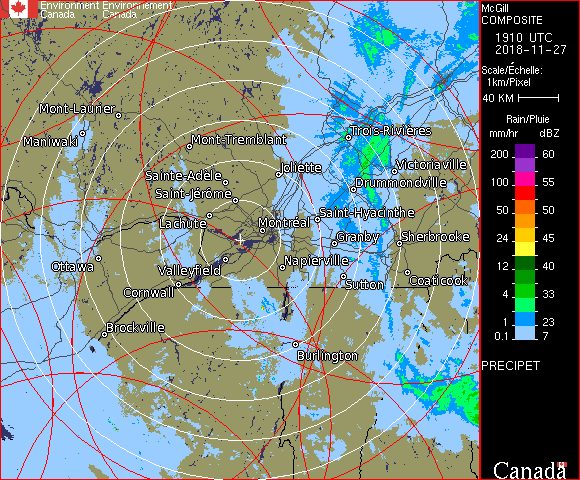 Environment Environnement
Canada Canada
McGill
COMPOSITE
1910 UTC
2018-11-27
Scale/Échelle:
1km/Pixel
40 KM
Rain/Pluie
mm/hr dBZ
200 60
100 55
50 50
24 45
12 40
4 33
1 23
0.1 7
PRECIPET
Canada
Mont-Laurier
Maniwaki
Mont-Tremblant
Trois-Rivières
Sainte-Adèle
Joliette
Victoriaville
Saint-Jérôme
Drummondville
Lachute
Montréal
Saint-Hyacinthe
Granby
Sherbrooke
Ottawa
Valleyfield
Napierville
Cornwall
Sutton
Coaticook
Brockville
Burlington